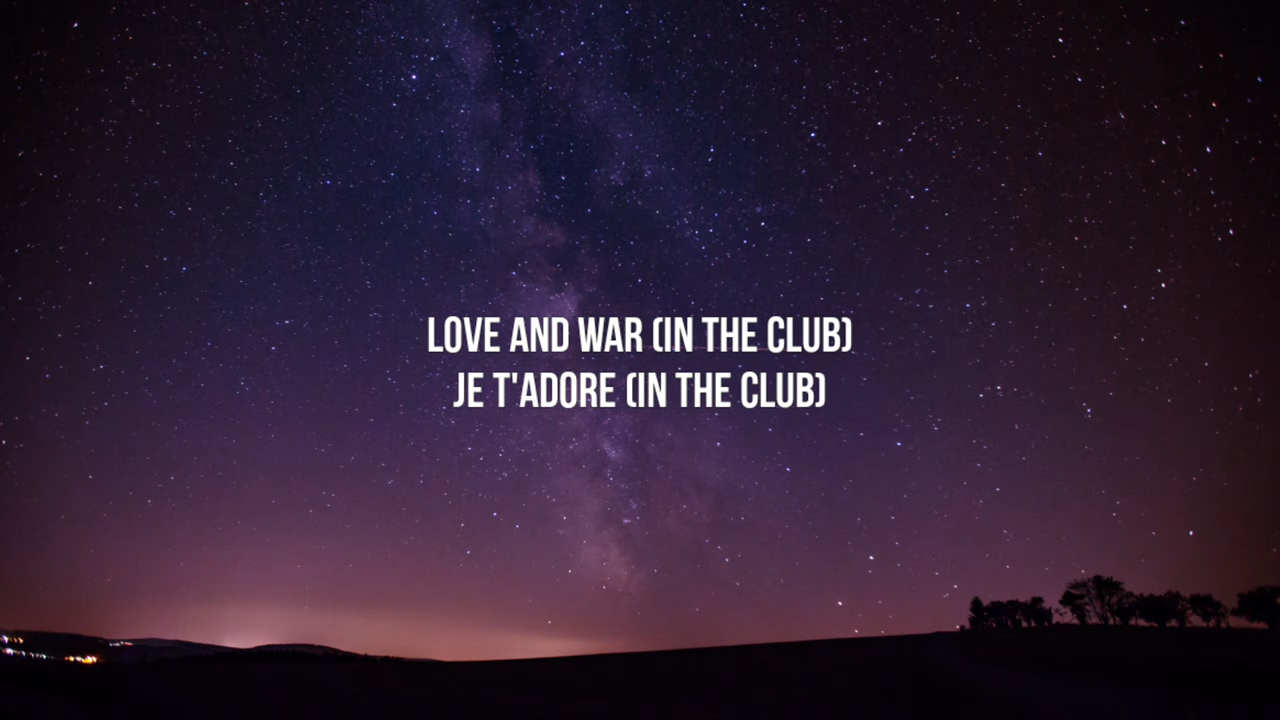 LOVE AND WAR (IN THE CLUB)
JE T'ADORE (IN THE CLUB)